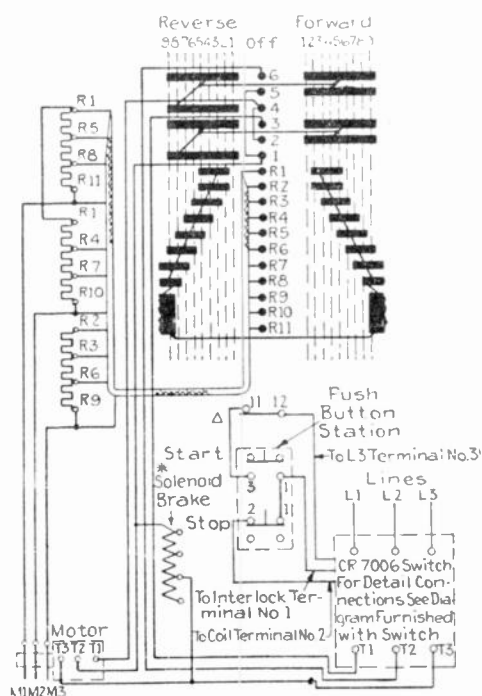 Reverse Forward
Off
6
5
4
3
2
1
R1
R2
R3
R4
R5
R6
R7
R8
R9
R10
R11
R1
R5
R8
R11
R1
R4
R7
R10
R2
R3
R6
R9
Δ 11 12
Push
Button
Station
Start
3 1
2 1
Stop
*
Solenoid
Brake
To L3 Terminal No.3
Lines
L1 L2 L3
CR 7006 Switch
For Detail Con-
nections See Dia
gram Furnished
with Switch
T1 T2 T3
To Interlock Ter-
minal No 1
To Coil Terminal No 2
Motor
T3 T2 T1
M1 M2 M3